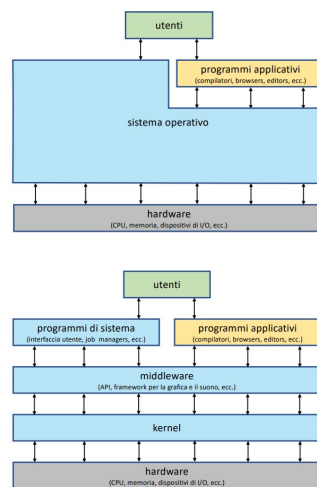 utenti
programmi applicativi
(compilatori, browsers, editors, ecc.)
sistema operativo
hardware
(CPU, memoria, dispositivi di I/O, ecc.)
utenti
programmi di sistema
(interfaccia utente, job managers, ecc.)
programmi applicativi
(compilatori, browsers, editors, ecc.)
middleware
(API, framework per la grafica e il suono, ecc.)
kernel
hardware
(CPU, memoria, dispositivi di I/O, ecc.)